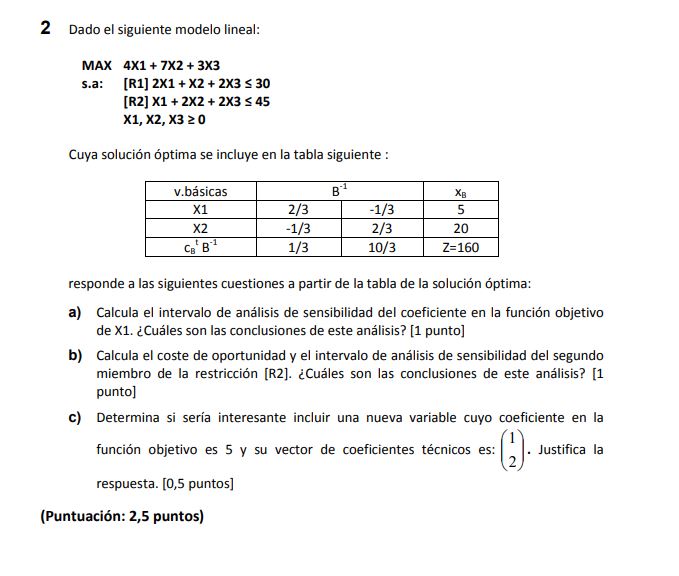 2 Dado el siguiente modelo lineal:
MAX 4X1 + 7X2 + 3X3
s.a: [R1] 2X1 + X2 + 2X3 ≤ 30
[R2] X1 + 2X2 + 2X3 ≤ 45
X1, X2, X3 ≥ 0
Cuya solución óptima se incluye en la tabla siguiente :
v.básicas B⁻¹ x_B
X1 2/3 -1/3 5
X2 -1/3 2/3 20
c_Bᵗ B⁻¹ 1/3 10/3 Z=160
responde a las siguientes cuestiones a partir de la tabla de la solución óptima:
a) Calcula el intervalo de análisis de sensibilidad del coeficiente en la función objetivo
de X1. ¿Cuáles son las conclusiones de este análisis? [1 punto]
b) Calcula el coste de oportunidad y el intervalo de análisis de sensibilidad del segundo
miembro de la restricción [R2]. ¿Cuáles son las conclusiones de este análisis? [1
punto]
c) Determina si sería interesante incluir una nueva variable cuyo coeficiente en la
función objetivo es 5 y su vector de coeficientes técnicos es: (1 2). Justifica la
respuesta. [0,5 puntos]
(Puntuación: 2,5 puntos)